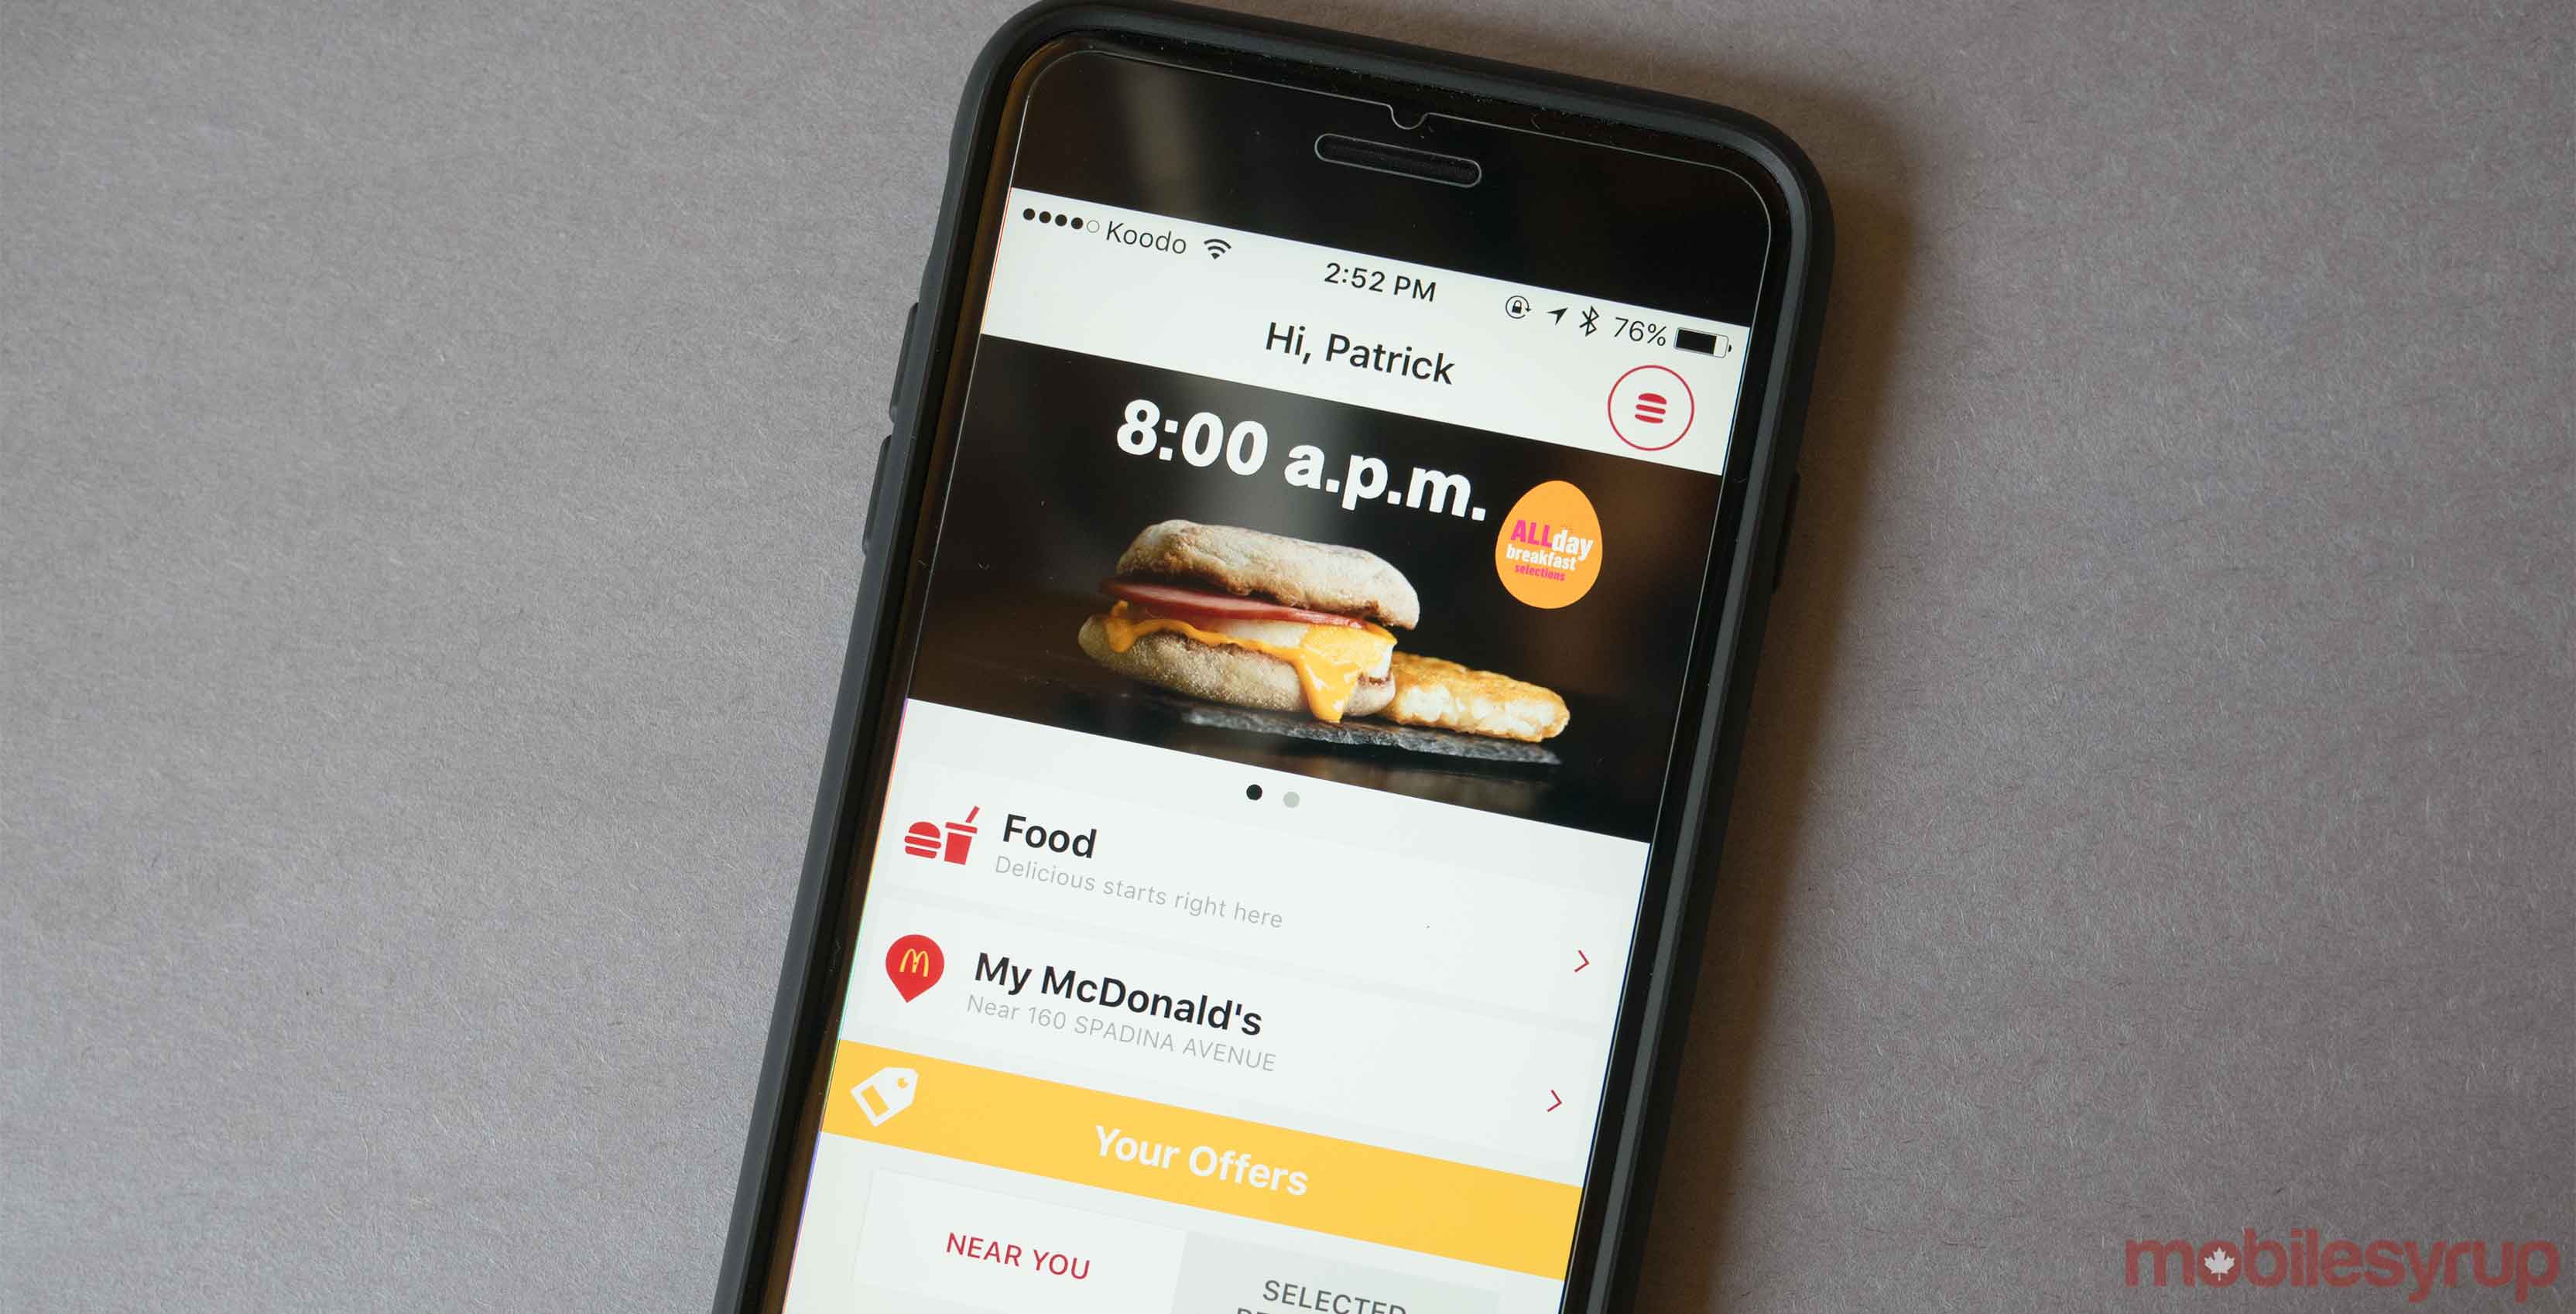 Koodo
2:52 PM
76%
Hi, Patrick
8:00 a.p.m.
ALLday
breakfast
selections
Food
Delicious starts right here
My McDonald's
Near 160 SPADINA AVENUE
Your Offers
NEAR YOU
SELECTED
mobilesyrup